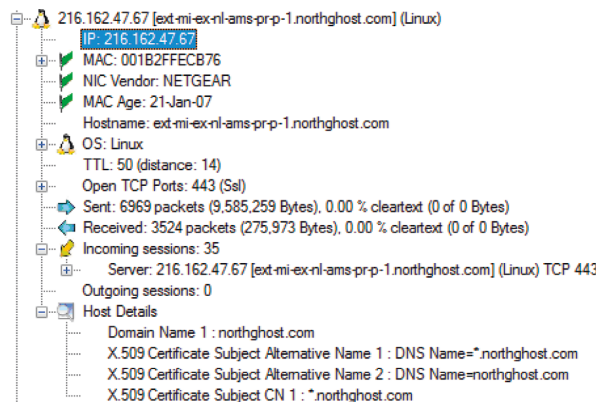 216.162.47.67 [ext-mi-ex-nl-ams-pr-p-1.northghost.com] (Linux)
IP: 216.162.47.67
MAC: 001B2FFECB76
NIC Vendor: NETGEAR
MAC Age: 21-Jan-07
Hostname: ext-mi-ex-nl-ams-pr-p-1.northghost.com
OS: Linux
TTL: 50 (distance: 14)
Open TCP Ports: 443 (Ssl)
Sent: 6969 packets (9,585,259 Bytes), 0.00 % cleartext (0 of 0 Bytes)
Received: 3524 packets (275,973 Bytes), 0.00 % cleartext (0 of 0 Bytes)
Incoming sessions: 35
Server: 216.162.47.67 [ext-mi-ex-nl-ams-pr-p-1.northghost.com] (Linux) TCP 443
Outgoing sessions: 0
Host Details
Domain Name 1 : northghost.com
X.509 Certificate Subject Alternative Name 1 : DNS Name=*.northghost.com
X.509 Certificate Subject Alternative Name 2 : DNS Name=northghost.com
X.509 Certificate Subject CN 1 : *.northghost.com